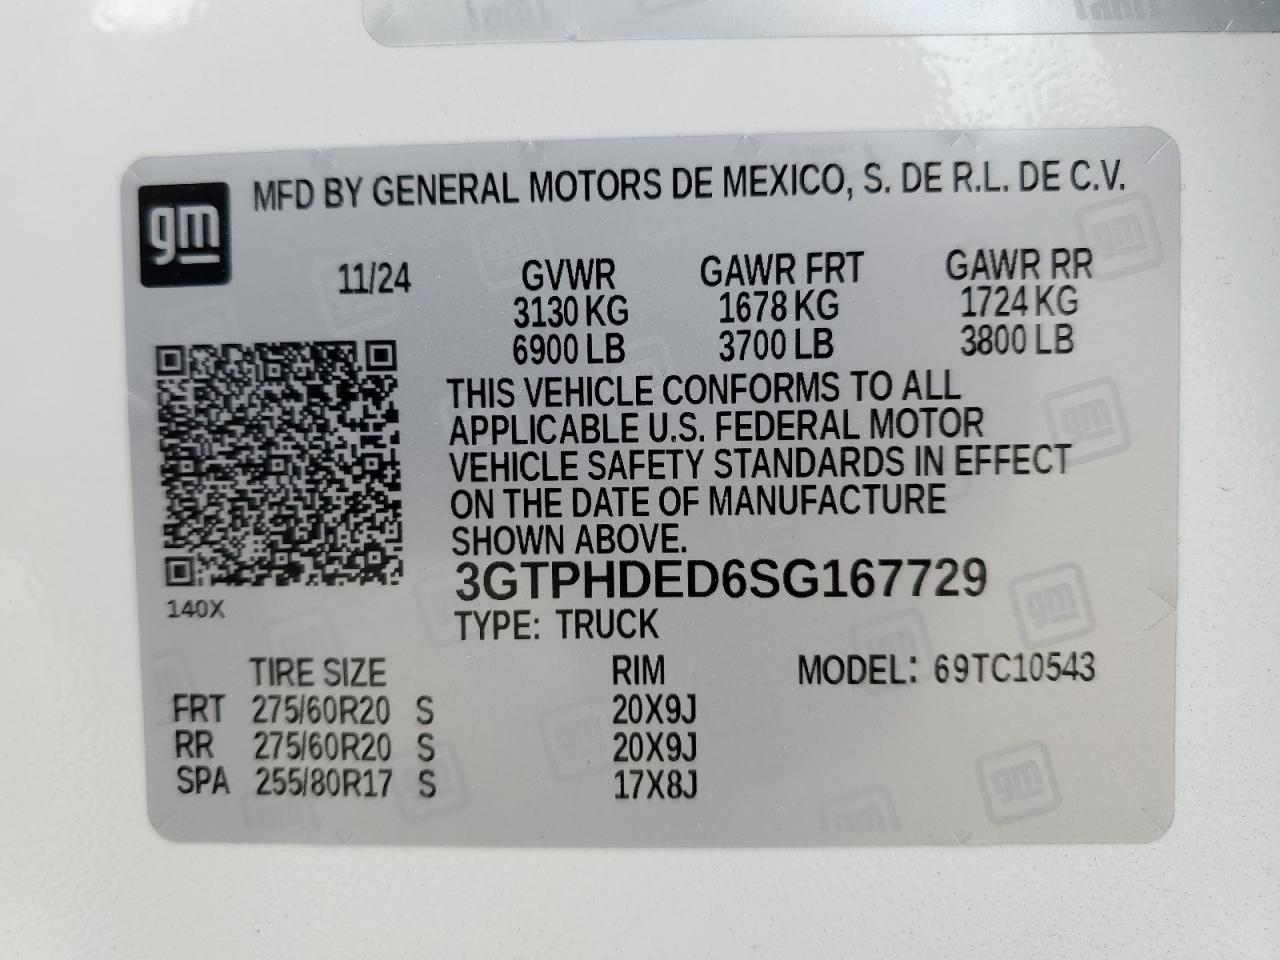 gm
MFD BY GENERAL MOTORS DE MEXICO, S. DE R.L. DE C.V.
11/24 GVWR GAWR FRT GAWR RR
3130 KG 1678 KG 1724 KG
6900 LB 3700 LB 3800 LB
THIS VEHICLE CONFORMS TO ALL
APPLICABLE U.S. FEDERAL MOTOR
VEHICLE SAFETY STANDARDS IN EFFECT
ON THE DATE OF MANUFACTURE
SHOWN ABOVE.
3GTPHDED6SG167729
140X
TYPE: TRUCK
TIRE SIZE RIM MODEL: 69TC10543
FRT 275/60R20 S 20X9J
RR 275/60R20 S 20X9J
SPA 255/80R17 S 17X8J